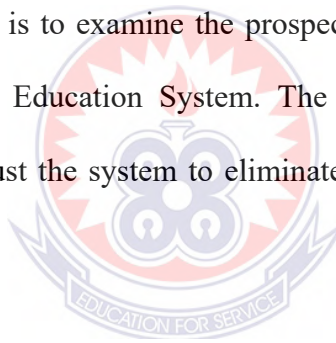 is to examine the prospec
Education System. The
ust the system to eliminate
EDUCATION FOR SERVICE